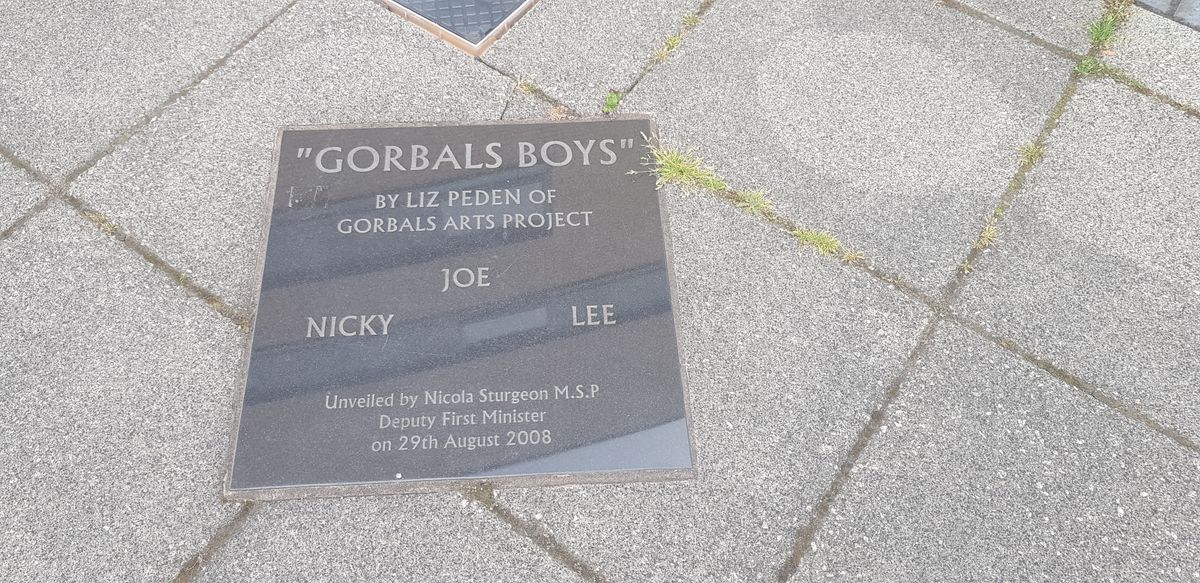 "GORBALS BOYS"
BY LIZ PEDEN OF
GORBALS ARTS PROJECT
JOE
NICKY LEE
Unveiled by Nicola Sturgeon M.S.P
Deputy First Minister
on 29th August 2008